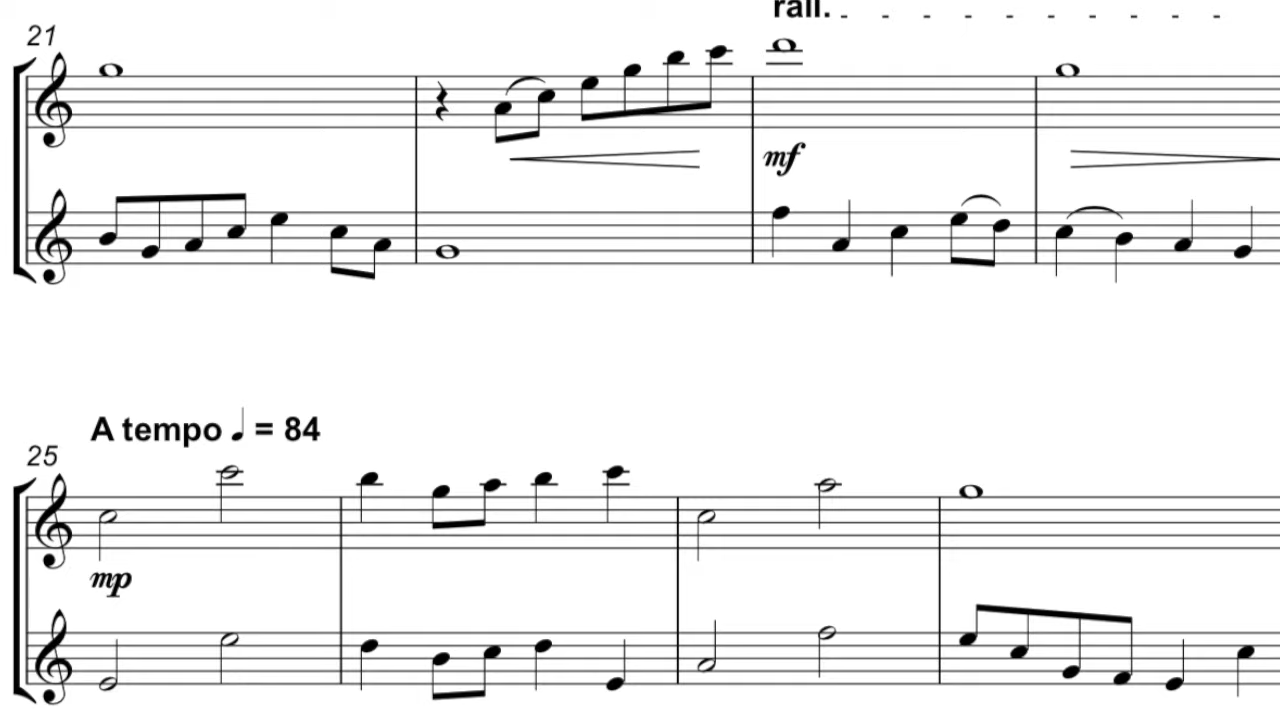 rall.
21
mf
A tempo ♩ = 84
25
mp